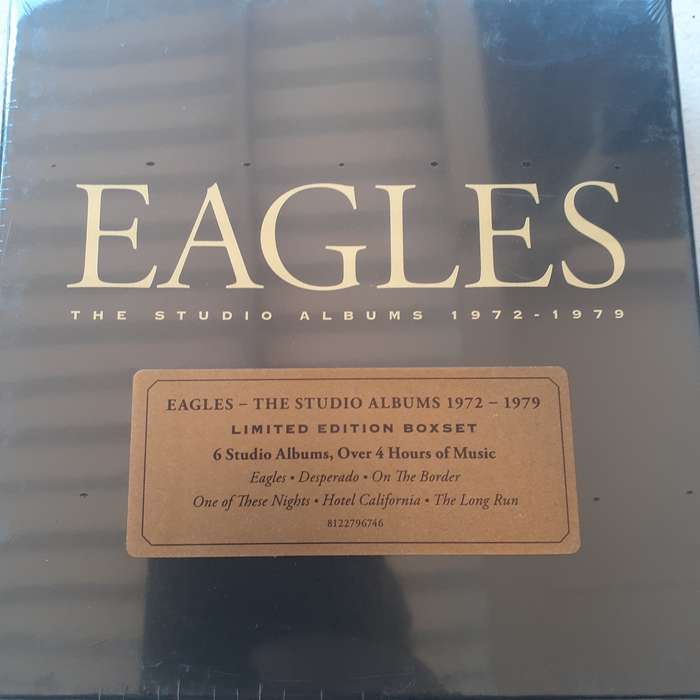 EAGLES
THE STUDIO ALBUMS 1972-1979
EAGLES – THE STUDIO ALBUMS 1972 – 1979
LIMITED EDITION BOXSET
6 Studio Albums, Over 4 Hours of Music
Eagles • Desperado • On The Border
One of These Nights • Hotel California • The Long Run
8122796746